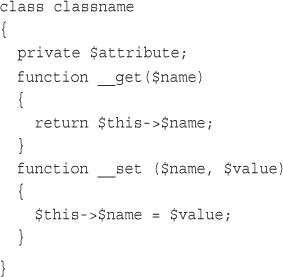 class classname
{
  private $attribute;
  function __get($name)
  {
    return $this->$name;
  }
  function __set ($name, $value)
  {
    $this->$name = $value;
  }
}